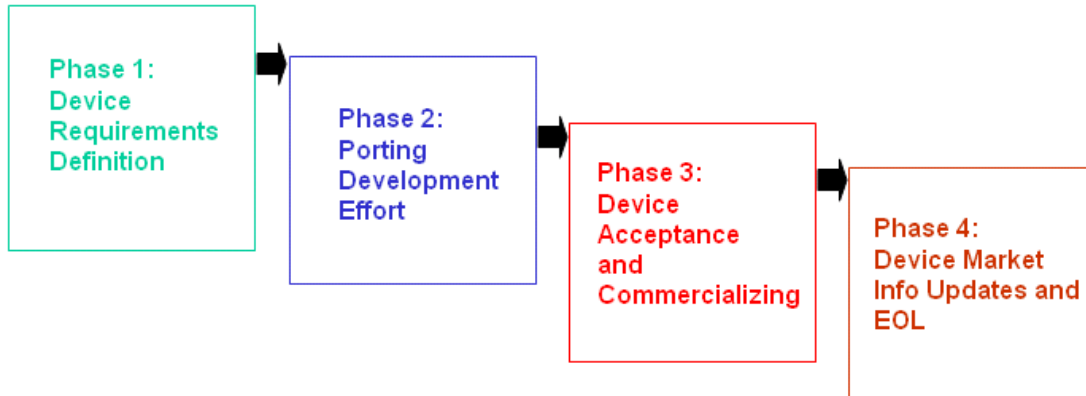 Phase 1:
Device
Requirements
Definition
Phase 2:
Porting
Development
Effort
Phase 3:
Device
Acceptance
and
Commercializing
Phase 4:
Device Market
Info Updates and
EOL